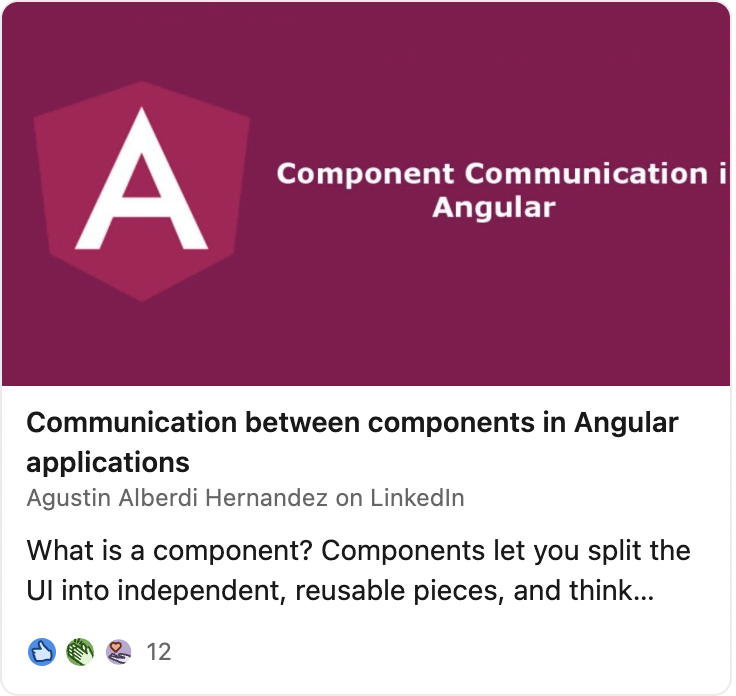 A
Component Communication i
Angular
Communication between components in Angular
applications
Agustin Alberdi Hernandez on LinkedIn
What is a component? Components let you split the
UI into independent, reusable pieces, and think...
12